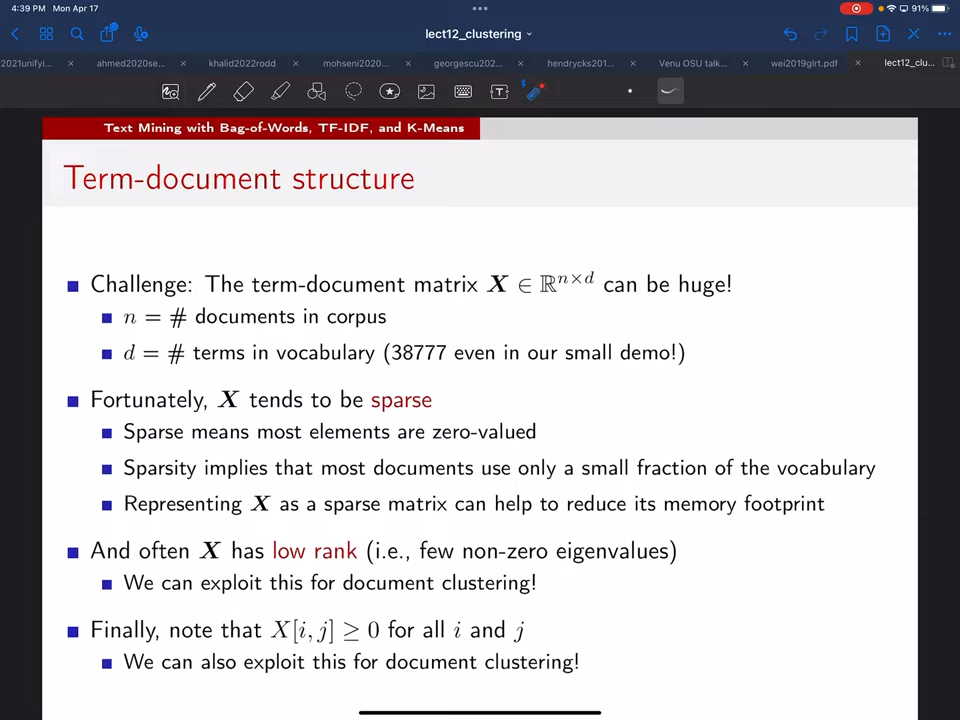 4:39 PM Mon Apr 17
91%
lect12_clustering
2021unifyi...
ahmed2020se...
khalid2022rodd
mohseni2020...
georgescu202...
hendrycks201...
Venu OSU talk...
wei2019glrt.pdf
lect12_clu...
Text Mining with Bag-of-Words, TF-IDF, and K-Means
Term-document structure
Challenge: The term-document matrix X ∈ ℝⁿˣᵈ can be huge!
n = # documents in corpus
d = # terms in vocabulary (38777 even in our small demo!)
Fortunately, X tends to be sparse
Sparse means most elements are zero-valued
Sparsity implies that most documents use only a small fraction of the vocabulary
Representing X as a sparse matrix can help to reduce its memory footprint
And often X has low rank (i.e., few non-zero eigenvalues)
We can exploit this for document clustering!
Finally, note that X[i, j] ≥ 0 for all i and j
We can also exploit this for document clustering!